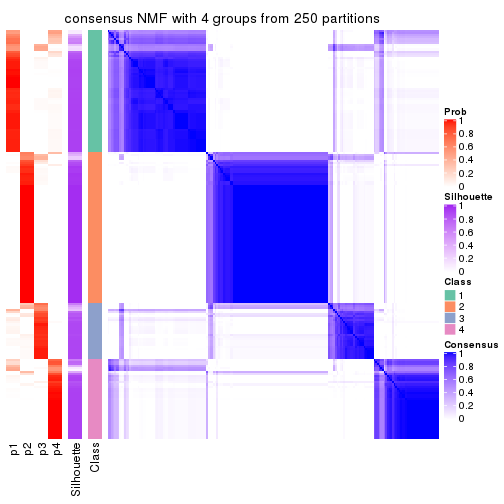 consensus NMF with 4 groups from 250 partitions
Prob
1
0.8
0.6
0.4
0.2
0
Silhouette
1
0.8
0.6
0.4
0.2
0
Class
1
2
3
4
Consensus
1
0.8
0.6
0.4
0.2
0
p1
p2
p3
p4
Silhouette
Class